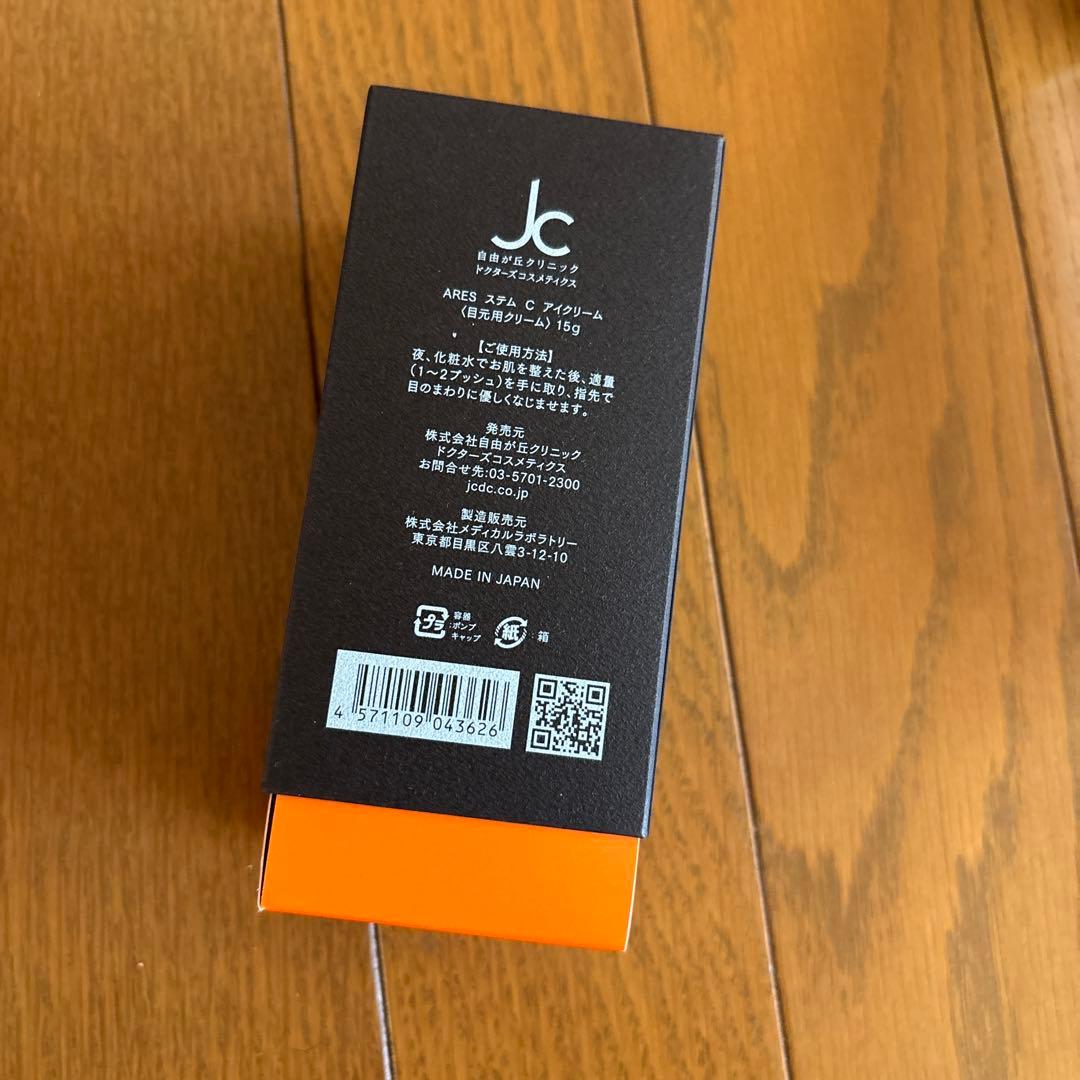 Jc
自由が丘クリニック
ドクターズコスメティクス
ARES ステム C アイクリーム
〈目元用クリーム〉15g
【ご使用方法】
夜、化粧水でお肌を整えた後、適量
(1〜2プッシュ)を手に取り、指先で
目のまわりに優しくなじませます。
発売元
株式会社自由が丘クリニック
ドクターズコスメティクス
お問合せ先:03-5701-2300
jcdc.co.jp
製造販売元
株式会社メディカルラボラトリー
東京都目黒区八雲3-12-10
MADE IN JAPAN
プラ
容器
:ポンプ
キャップ
紙
:箱
4 571109 043626